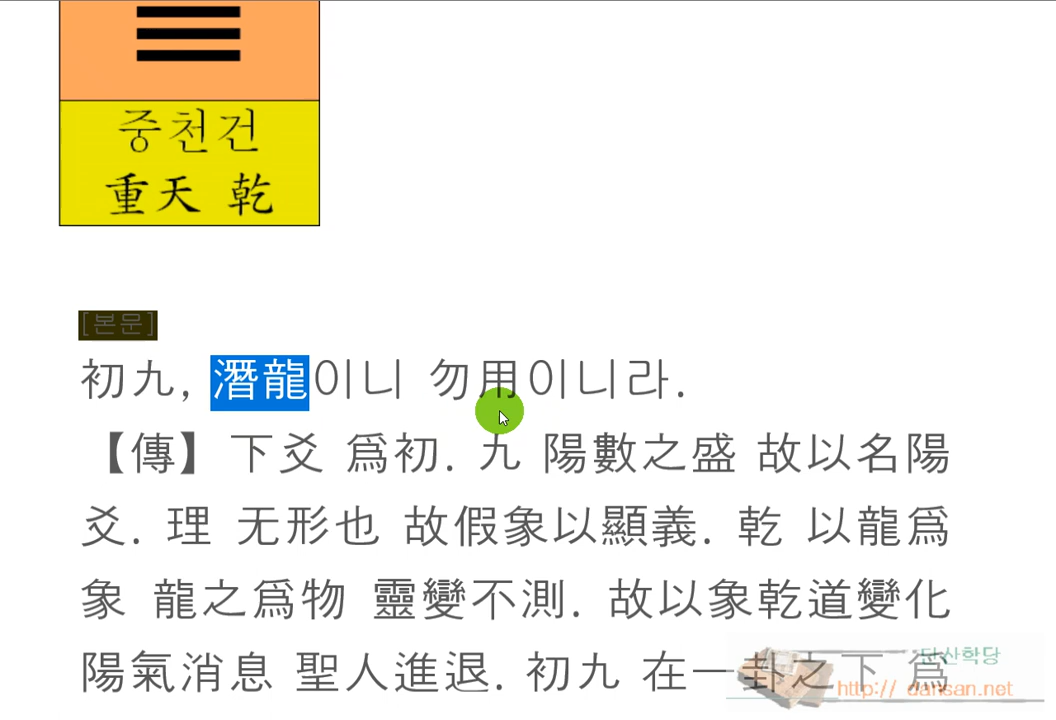 중천건
重天 乾
[본문]
初九, 潛龍이니 勿用이니라.
【傳】 下爻 爲初. 九 陽數之盛 故以名陽
爻. 理 无形也 故假象以顯義. 乾 以龍爲
象 龍之爲物 靈變不測. 故以象乾道變化
陽氣消息 聖人進退. 初九 在一卦之下 爲
단산학당
http:// dansan.net